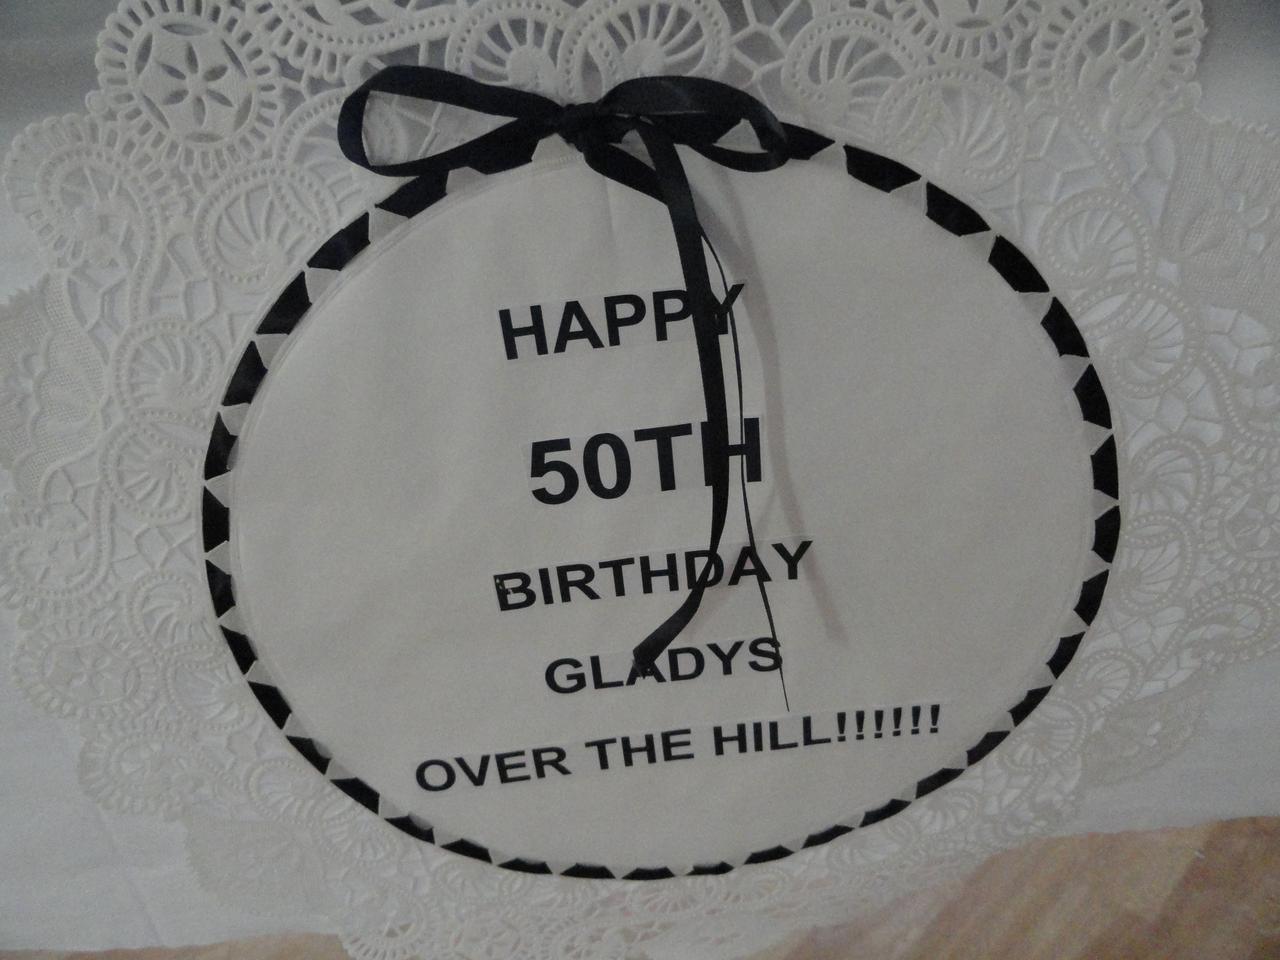 HAPPY
50TH
BIRTHDAY
GLADYS
OVER THE HILL!!!!!!